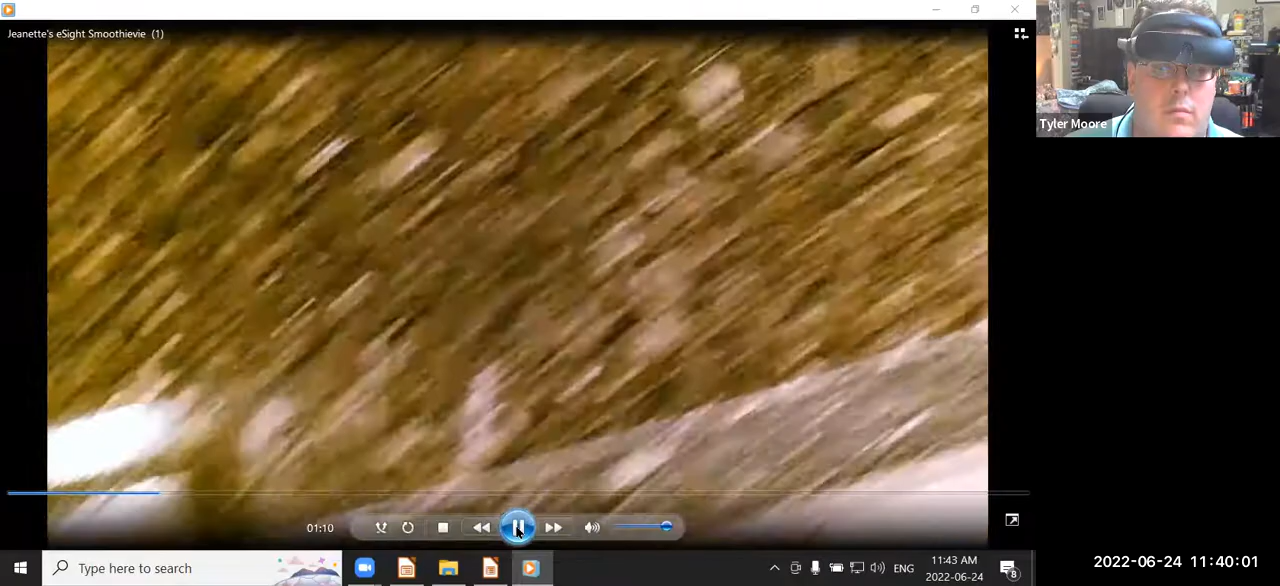 Jeanette's eSight Smoothievie (1)
Tyler Moore
01:10
Type here to search
ENG
11:43 AM
2022-06-24
8
2022-06-24 11:40:01